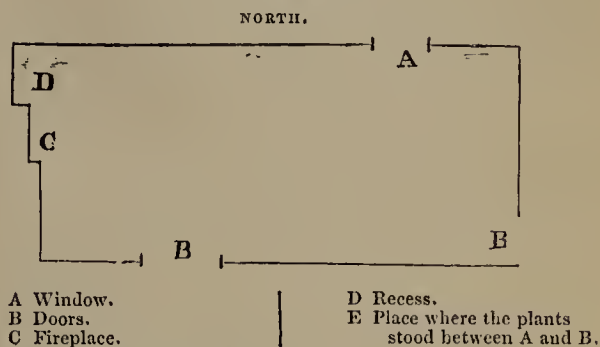 NORTH.
A
D
C
B
B
A Window.
B Doors.
C Fireplace.
D Recess.
E Place where the plants
stood between A and B.